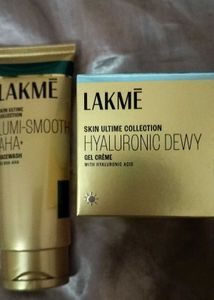 LAKMĒ
SKIN ULTIME
COLLECTION
LUMI-SMOOTH
AHA+
FACEWASH
LAKMĒ
SKIN ULTIME COLLECTION
HYALURONIC DEWY
GEL CRÈME
WITH HYALURONIC ACID